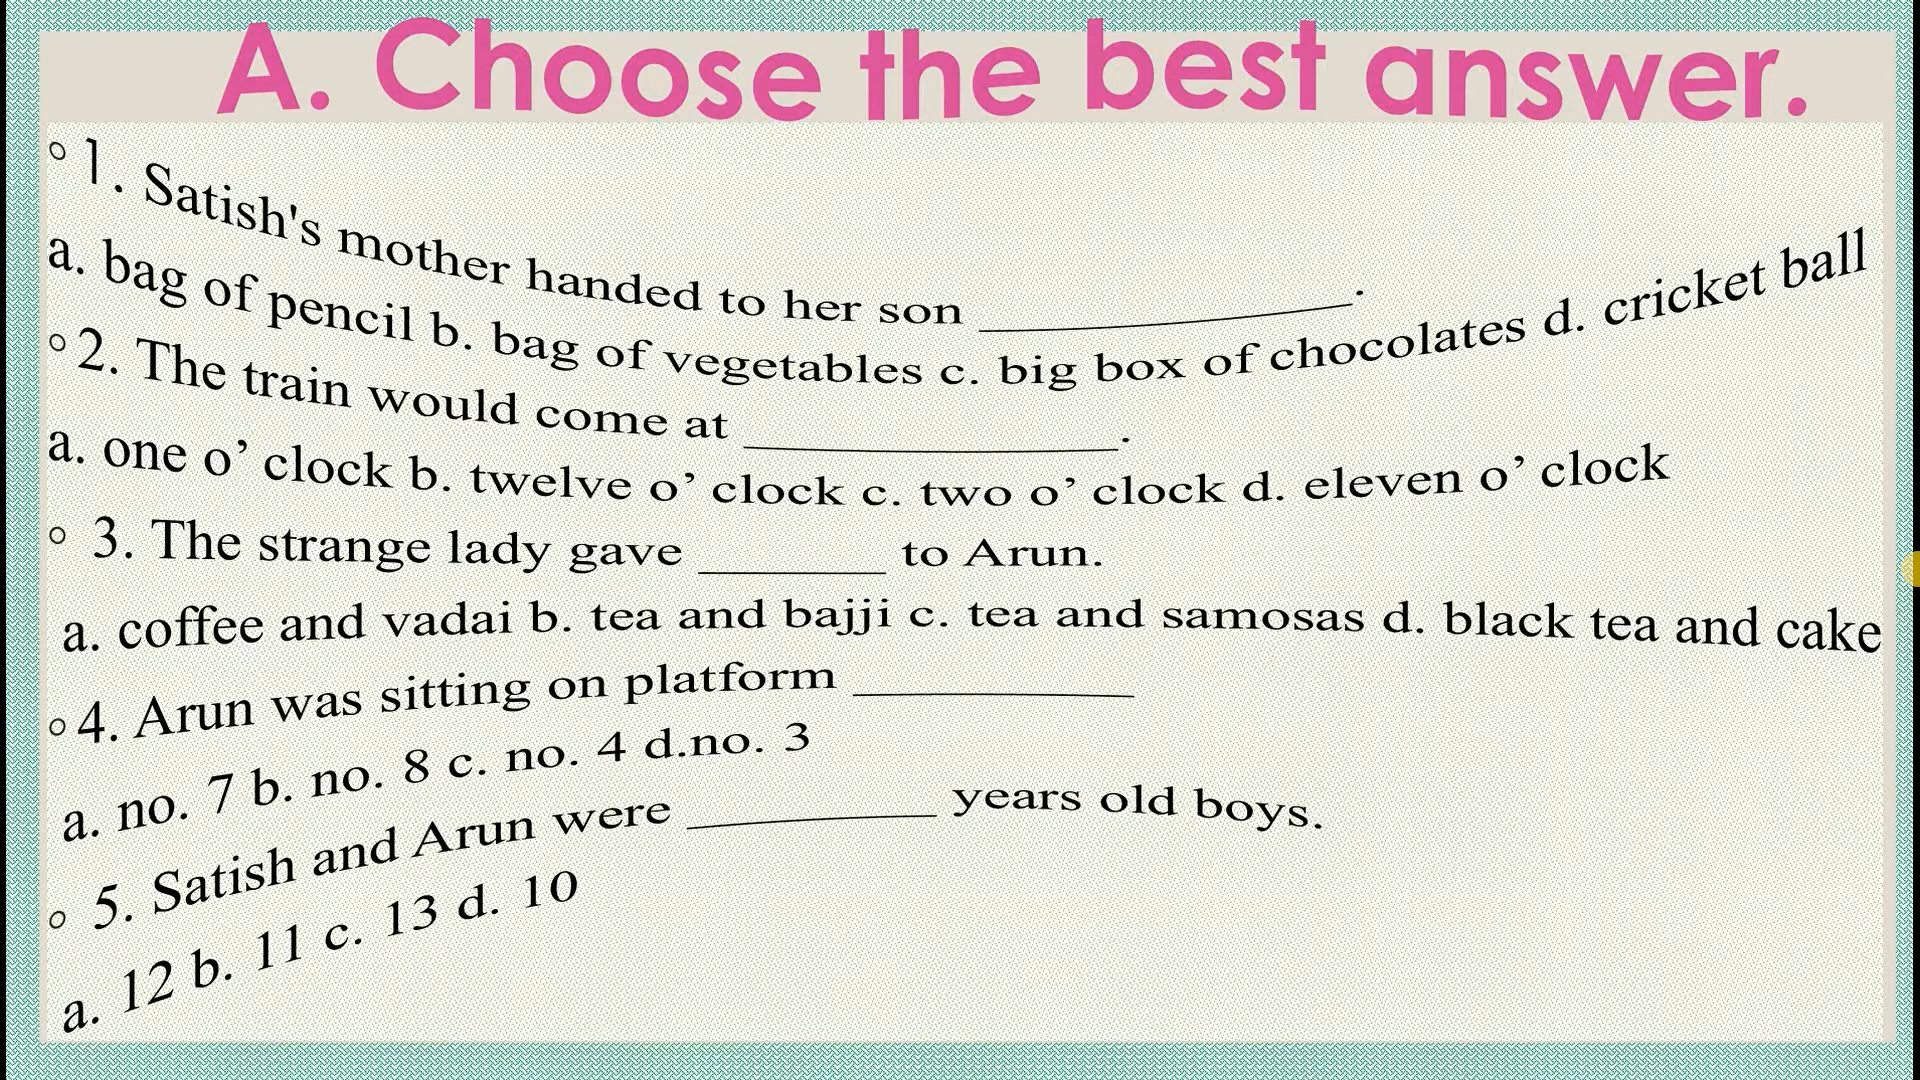 A. Choose the best answer.
1. Satish's mother handed to her son ______________.
a. bag of pencil b. bag of vegetables c. big box of chocolates d. cricket ball
2. The train would come at ______________.
a. one o’ clock b. twelve o’ clock c. two o’ clock d. eleven o’ clock
3. The strange lady gave _______ to Arun.
a. coffee and vadai b. tea and bajji c. tea and samosas d. black tea and cake
4. Arun was sitting on platform ___________
a. no. 7 b. no. 8 c. no. 4 d.no. 3
5. Satish and Arun were __________ years old boys.
a. 12 b. 11 c. 13 d. 10